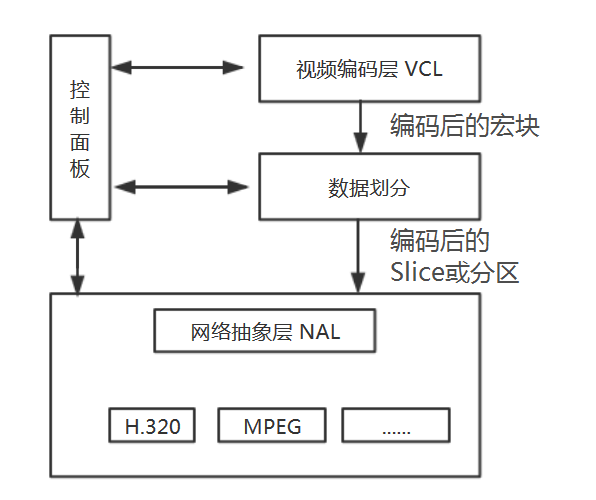 控
制
面
板
视频编码层 VCL
编码后的宏块
数据划分
编码后的
Slice或分区
网络抽象层 NAL
H.320
MPEG
......